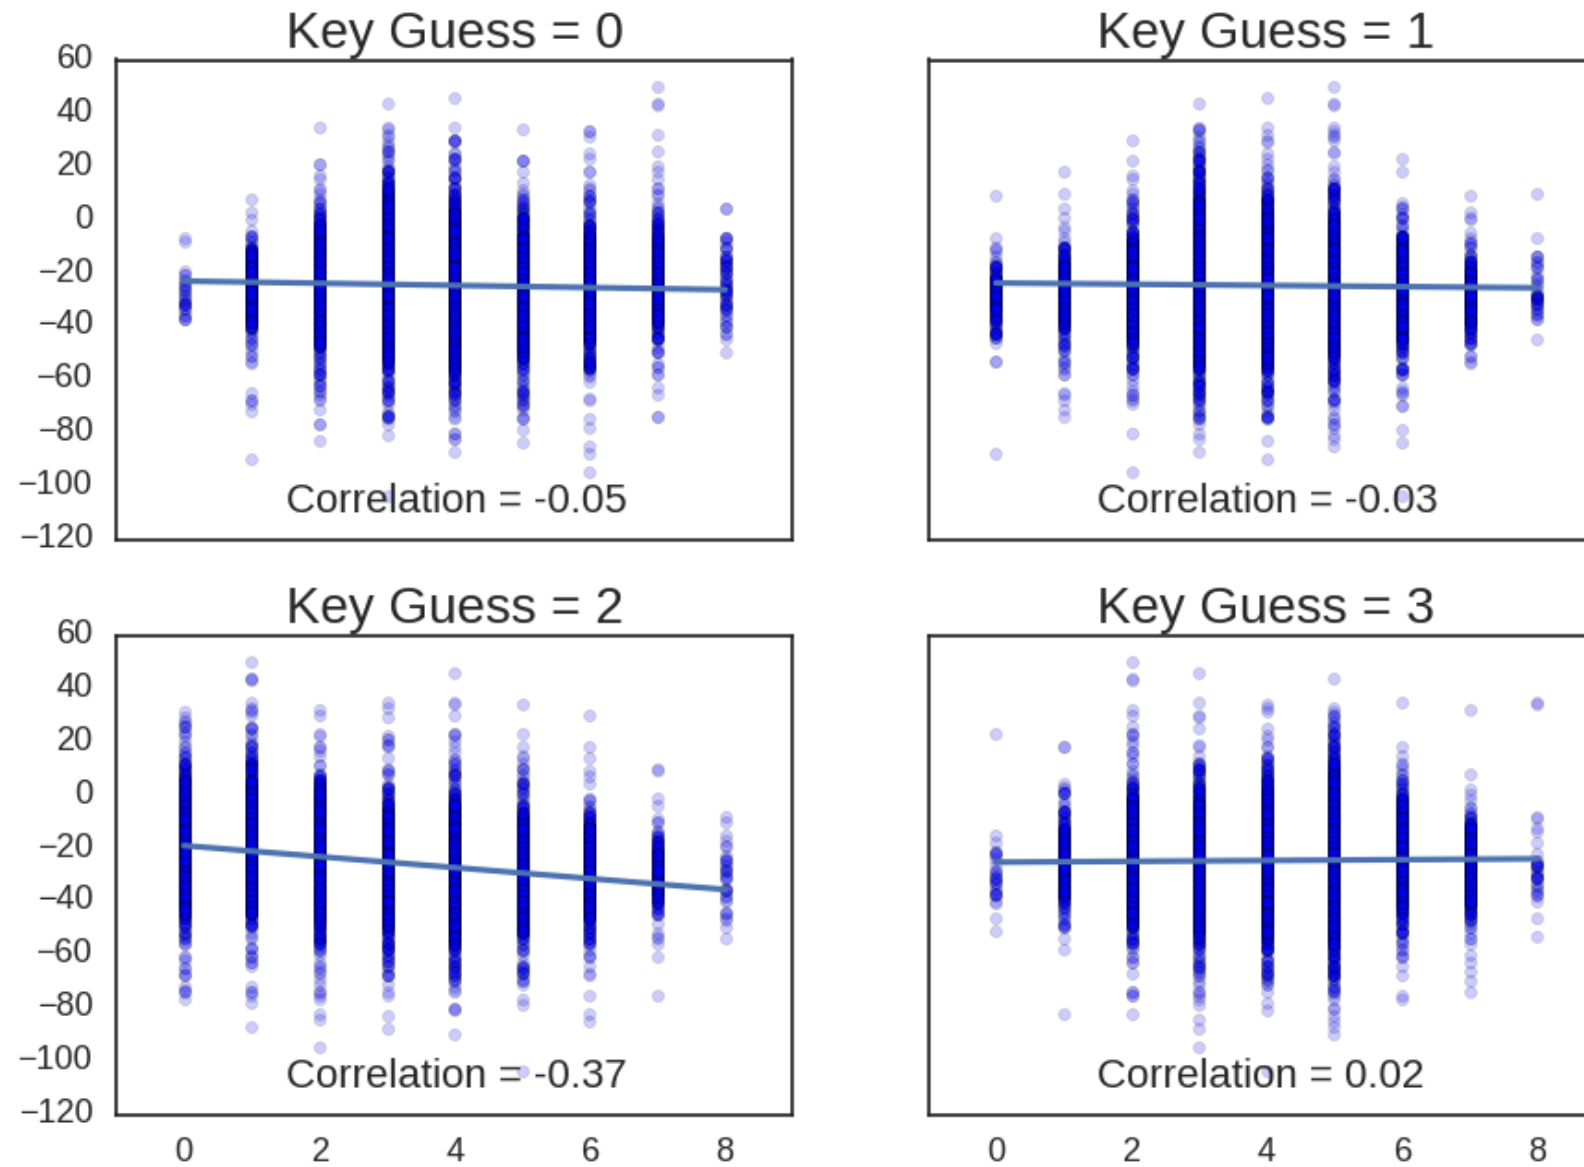 Key Guess = 0
Key Guess = 1
60
40
20
0
−20
−40
−60
−80
−100
−120
Correlation = -0.05
Correlation = -0.03
Key Guess = 2
Key Guess = 3
60
40
20
0
−20
−40
−60
−80
−100
−120
Correlation = -0.37
Correlation = 0.02
0 2 4 6 8
0 2 4 6 8